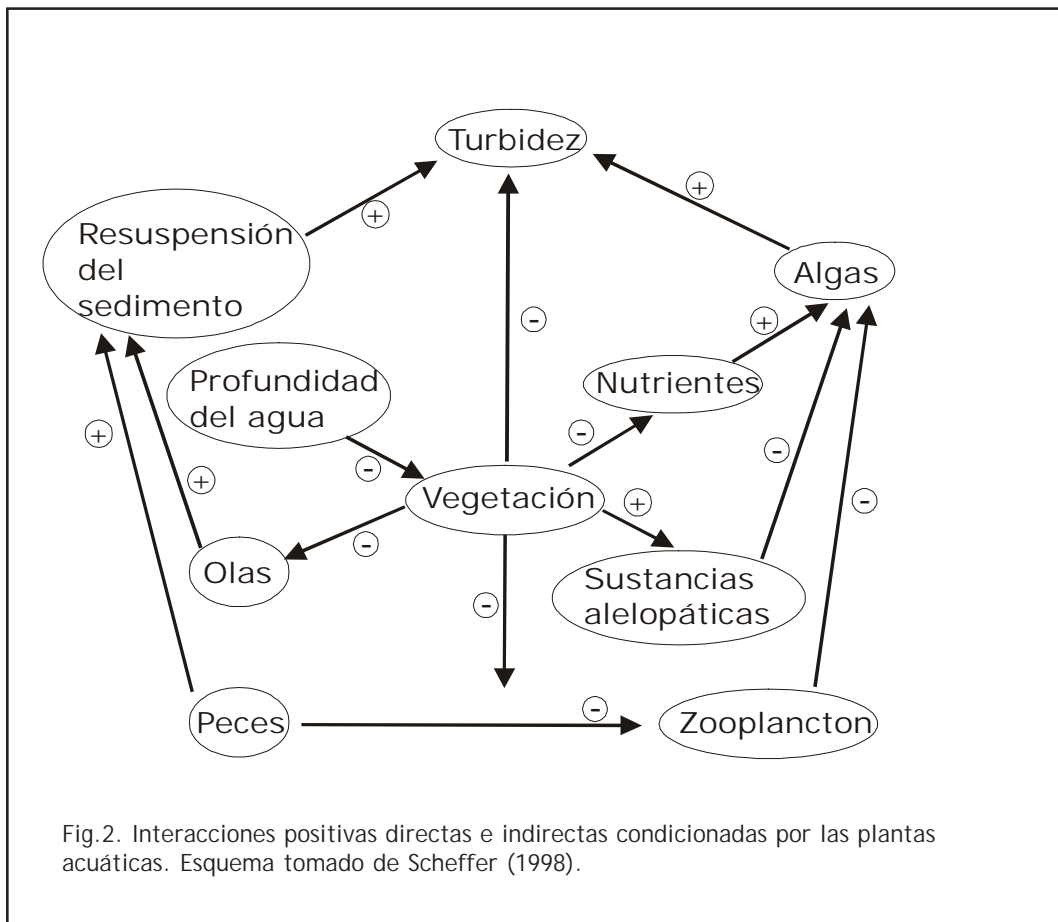 Turbidez
+
+
Resuspensión
del
sedimento
Algas
-
+
Profundidad
del agua
Nutrientes
+
-
-
-
+
Vegetación
+
-
-
Olas
Sustancias
alelopáticas
-
-
Peces
Zooplancton
Fig.2. Interacciones positivas directas e indirectas condicionadas por las plantas
acuáticas. Esquema tomado de Scheffer (1998).